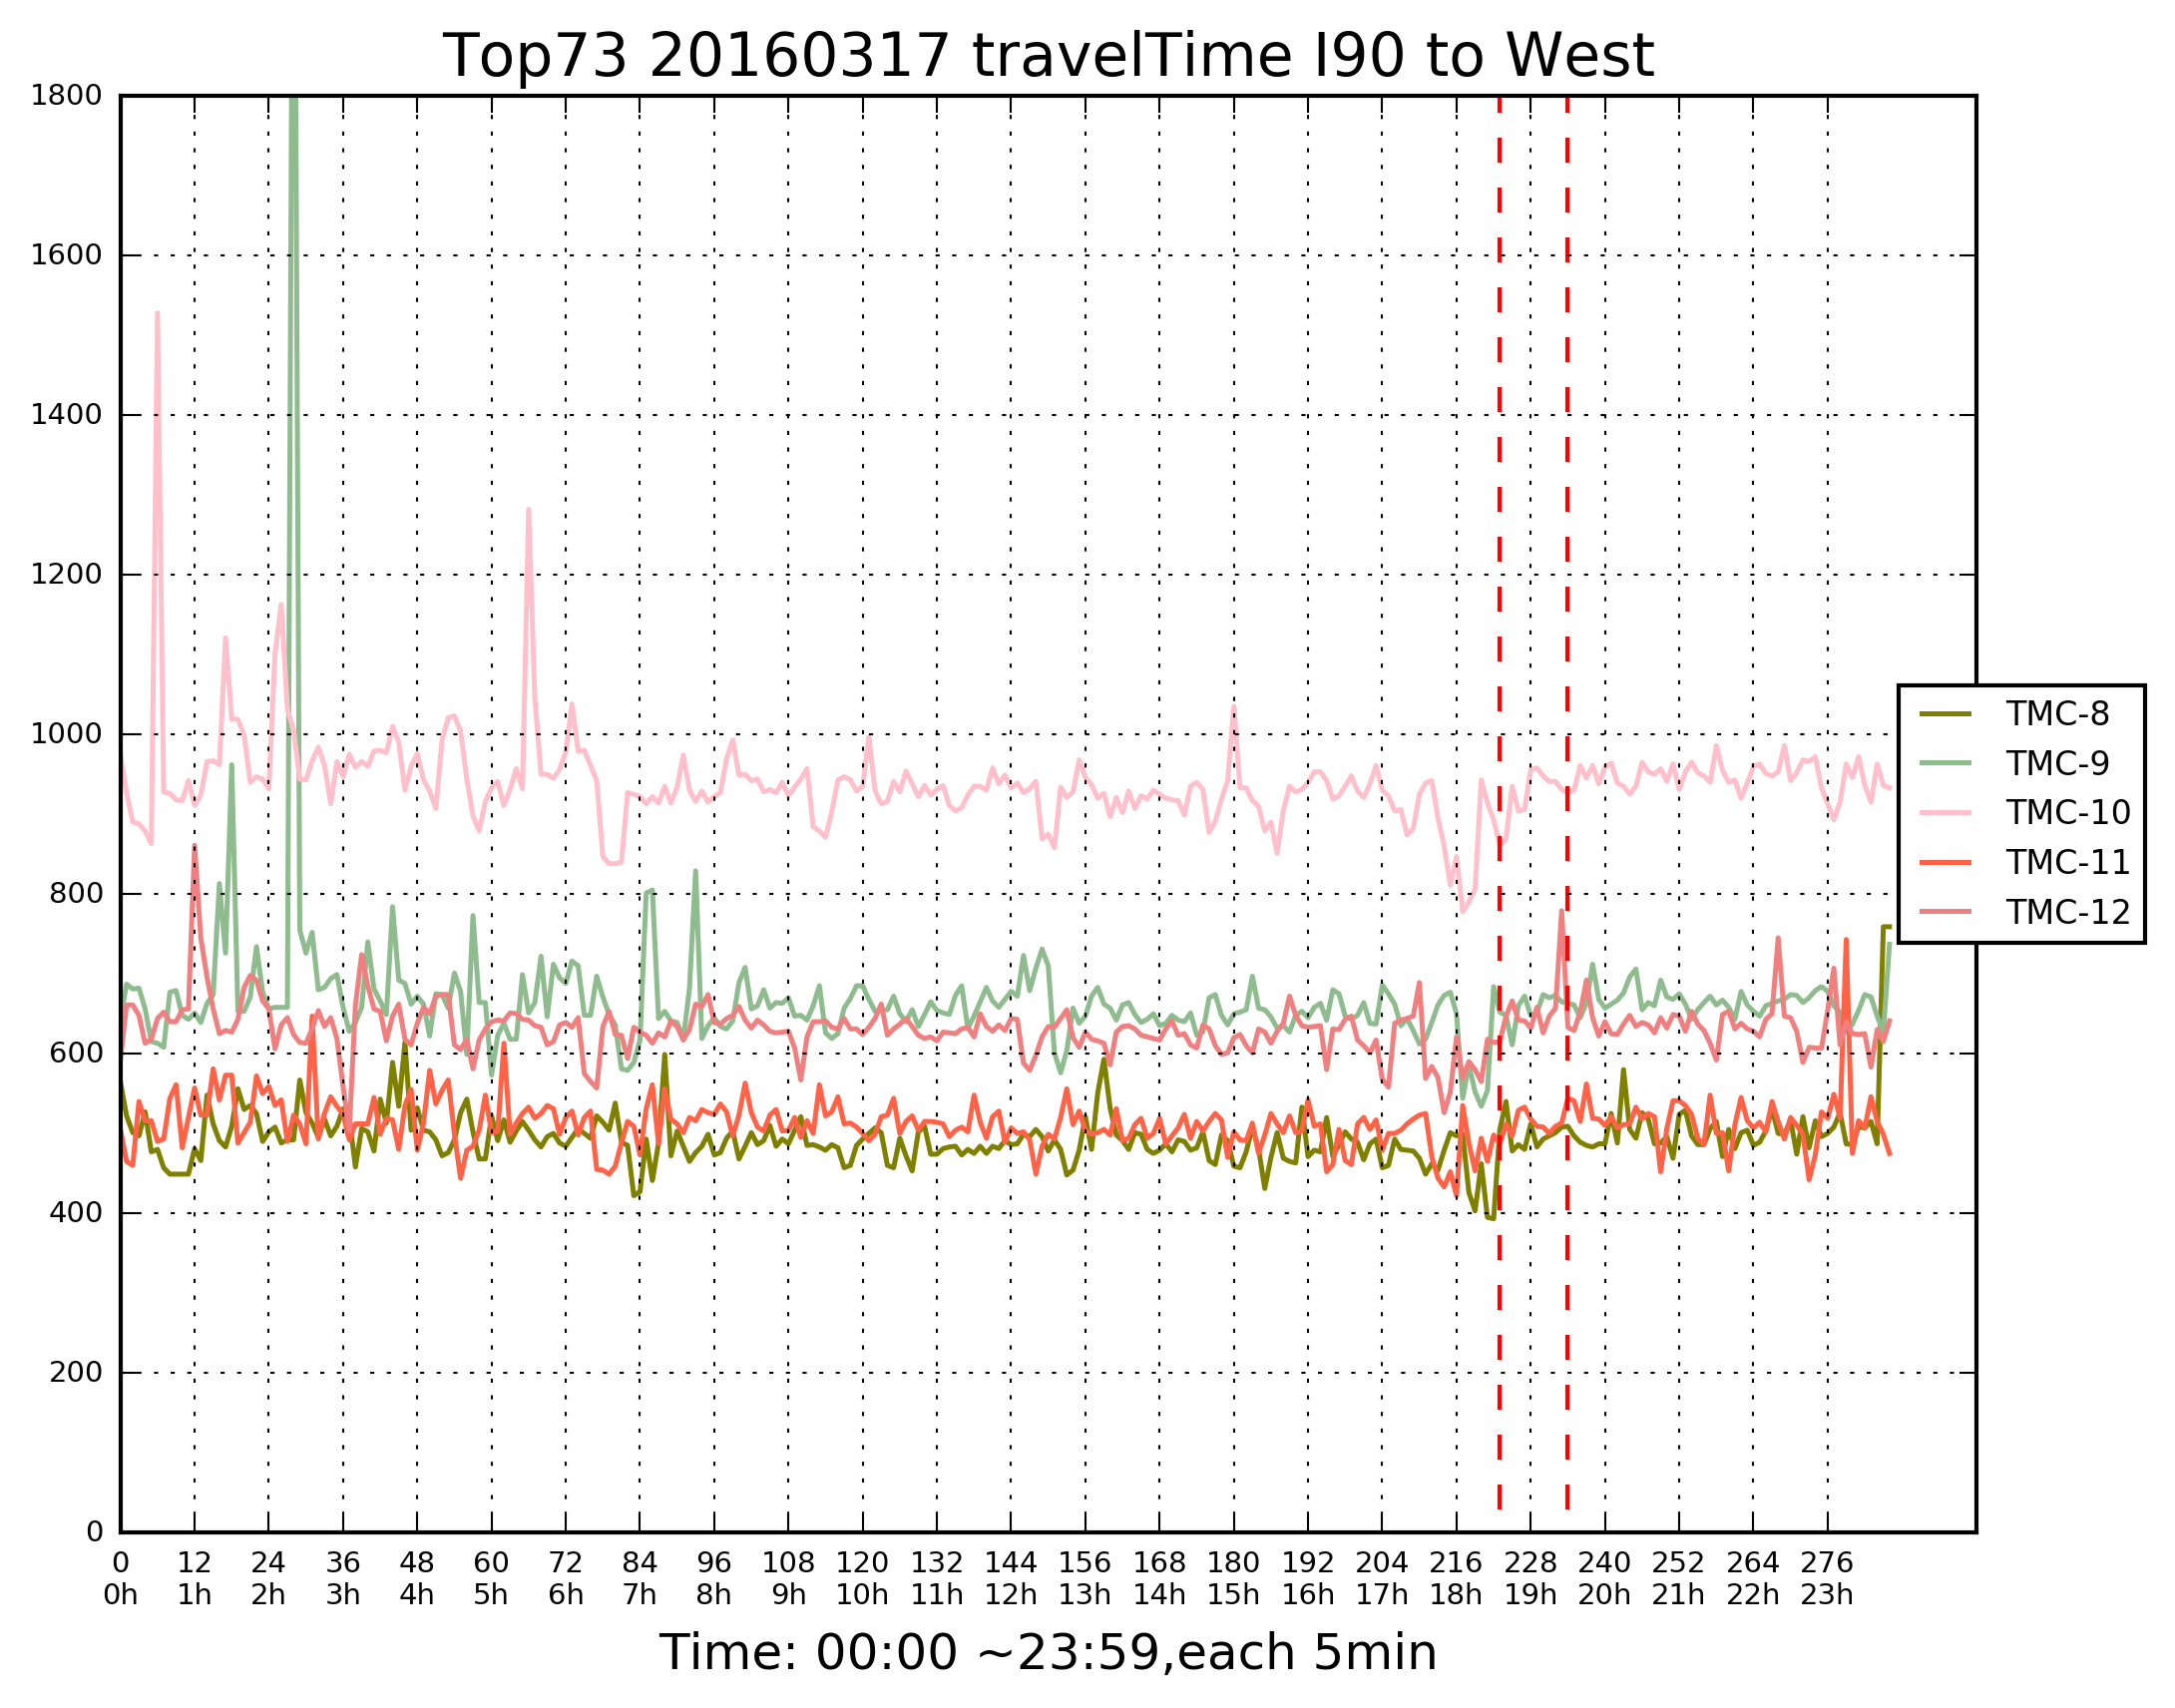 Top73 20160317 travelTime I90 to West
1800
1600
1400
1200
1000
800
600
400
200
0
TMC-8
TMC-9
TMC-10
TMC-11
TMC-12
0 12 24 36 48 60 72 84 96 108 120 132 144 156 168 180 192 204 216 228 240 252 264 276
0h 1h 2h 3h 4h 5h 6h 7h 8h 9h 10h 11h 12h 13h 14h 15h 16h 17h 18h 19h 20h 21h 22h 23h
Time: 00:00 ~23:59,each 5min